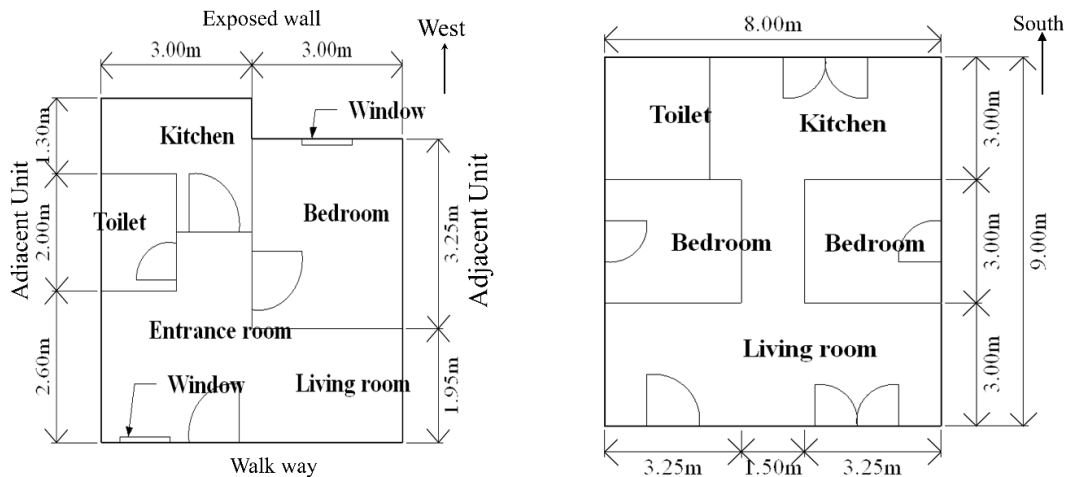 Exposed wall
3.00m
3.00m
West
Window
Kitchen
1.30m
Adjacent Unit
Toilet
2.00m
Bedroom
3.25m
Adjacent Unit
Entrance room
2.60m
Window
Living room
1.95m
Walk way
8.00m
South
Toilet
Kitchen
3.00m
Bedroom
Bedroom
3.00m
9.00m
Living room
3.00m
3.25m
1.50m
3.25m